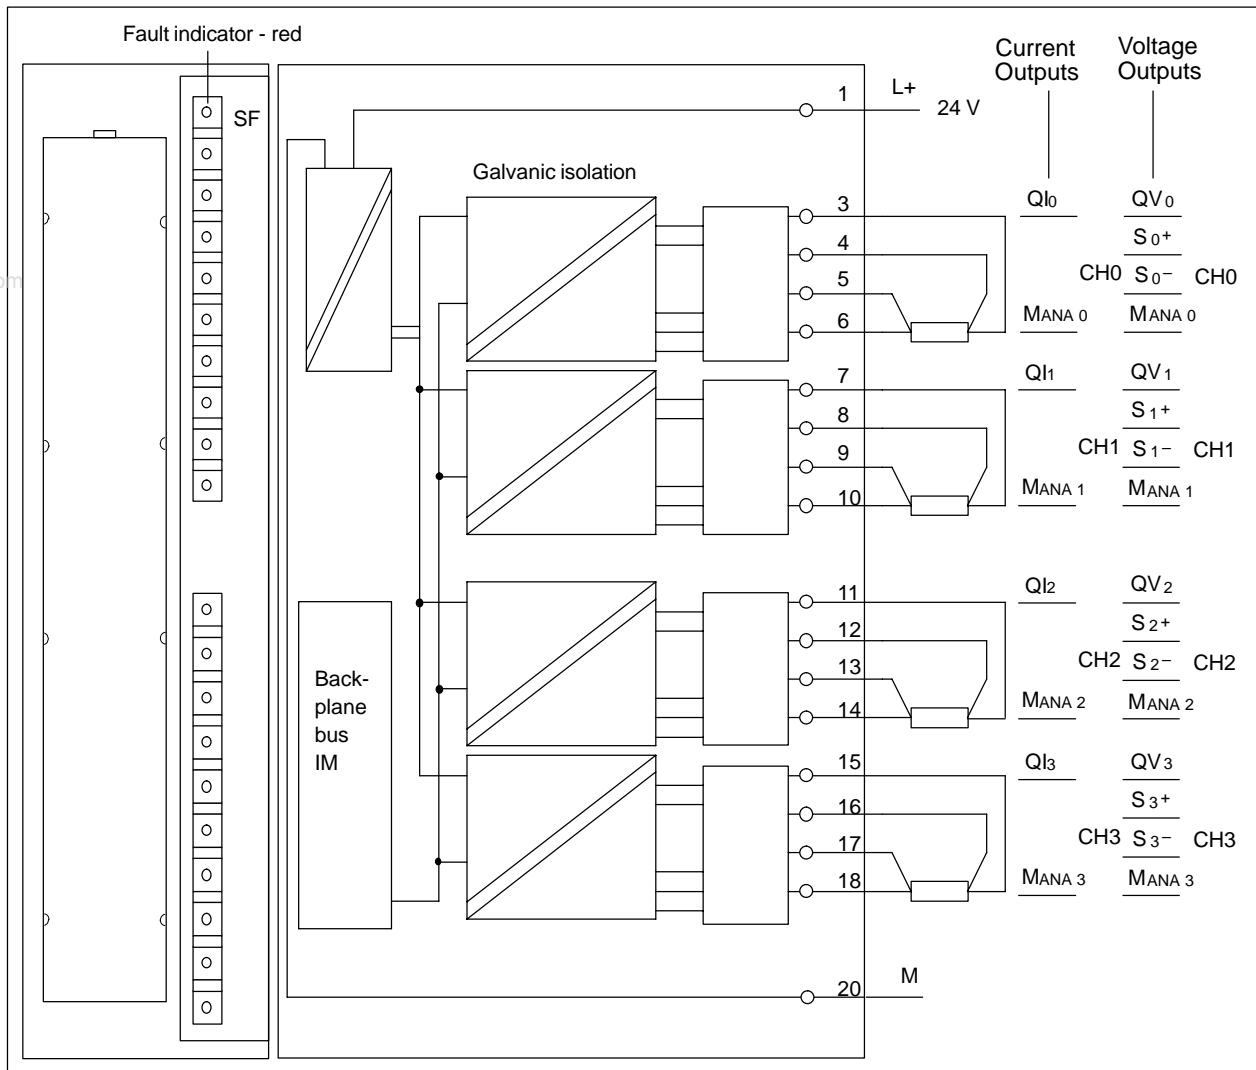 Fault indicator - red
SF
Current Outputs
Voltage Outputs
1
L+
24 V
Galvanic isolation
3
QI0
QV0
4
S0+
5
CH0
S0−
CH0
6
MANA 0
MANA 0
7
QI1
QV1
8
S1+
9
CH1
S1−
CH1
10
MANA 1
MANA 1
11
QI2
QV2
12
S2+
13
CH2
S2−
CH2
14
MANA 2
MANA 2
Back-
plane
bus
IM
15
QI3
QV3
16
S3+
17
CH3
S3−
CH3
18
MANA 3
MANA 3
20
M
om